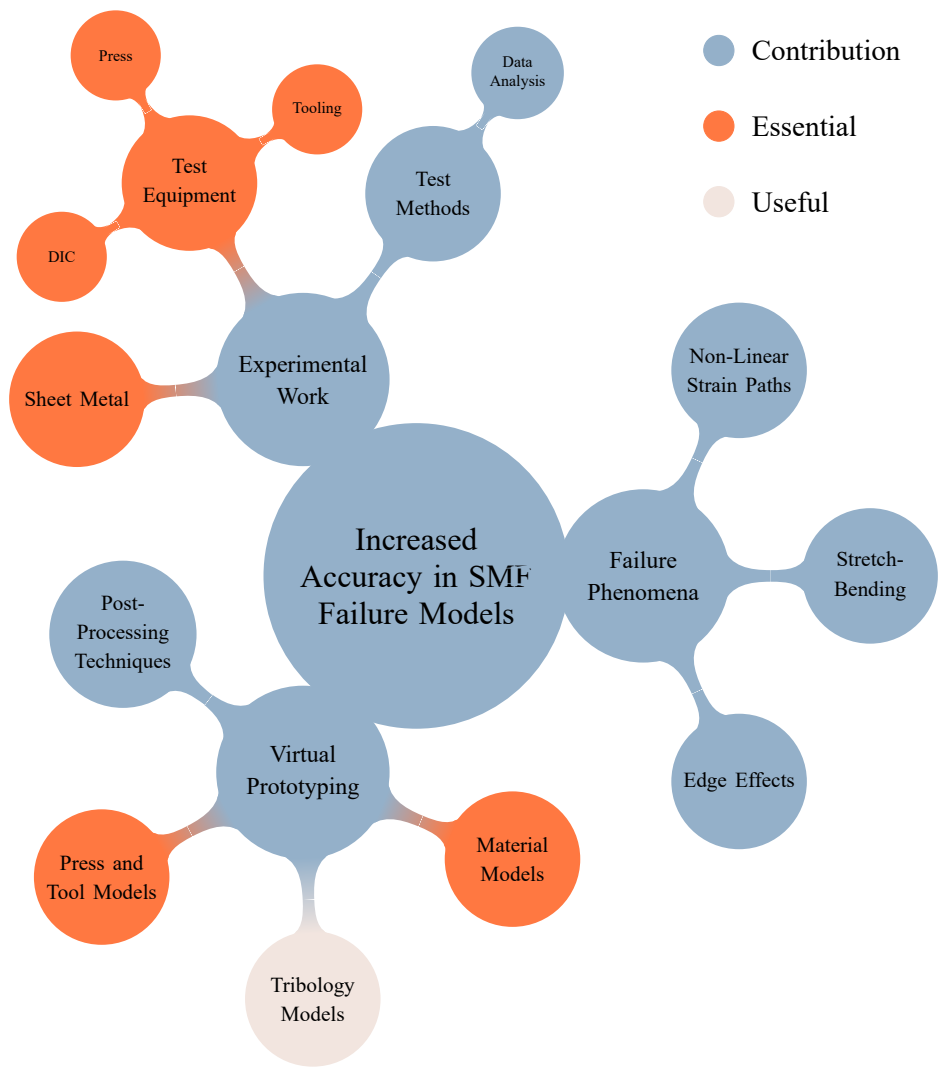 Press
Tooling
Test
Equipment
DIC
Sheet Metal
Data
Analysis
Test
Methods
Experimental
Work
Contribution
Essential
Useful
Increased
Accuracy in SMF
Failure Models
Non-Linear
Strain Paths
Failure
Phenomena
Stretch-
Bending
Edge Effects
Post-
Processing
Techniques
Virtual
Prototyping
Press and
Tool Models
Material
Models
Tribology
Models